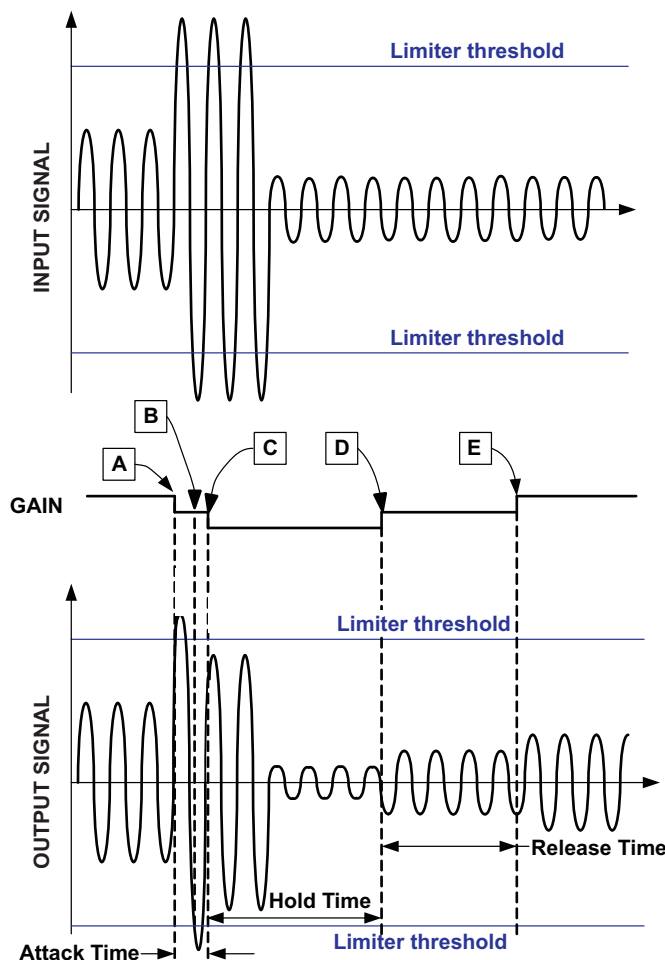 Limiter threshold
INPUT SIGNAL
Limiter threshold
B
A
C
D
E
GAIN
Limiter threshold
OUTPUT SIGNAL
Release Time
Hold Time
Attack Time
Limiter threshold